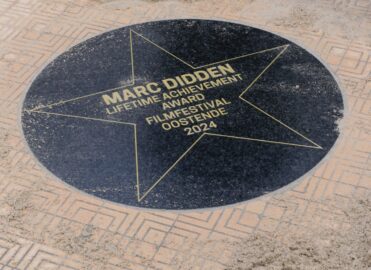 MARC DIDDEN
LIFETIME ACHIEVEMENT
AWARD
FILMFESTIVAL
OOSTENDE
2024